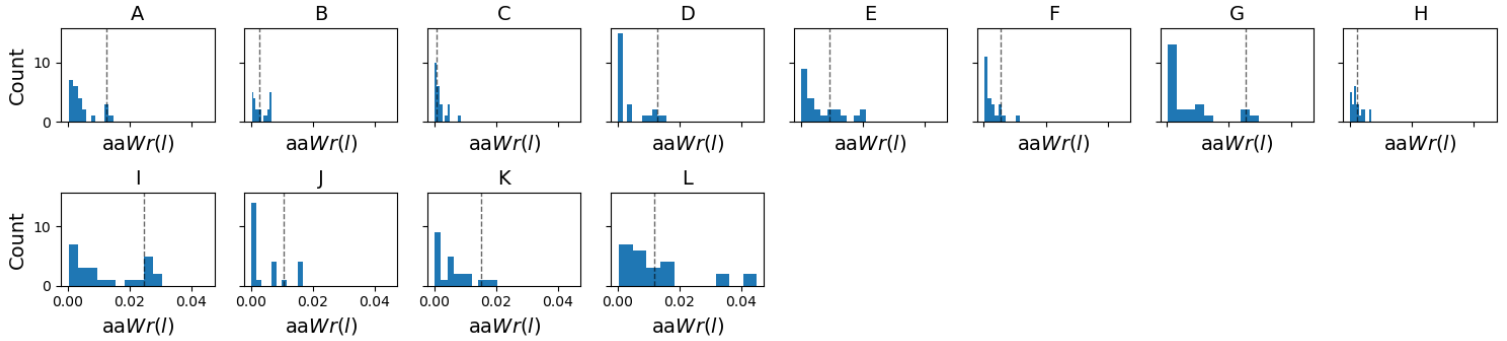 A B C D E F G H
Count
10
0
aaWr(l) aaWr(l) aaWr(l) aaWr(l) aaWr(l) aaWr(l) aaWr(l) aaWr(l)
I J K L
Count
10
0
0.00 0.02 0.04 0.00 0.02 0.04 0.00 0.02 0.04 0.00 0.02 0.04
aaWr(l) aaWr(l) aaWr(l) aaWr(l)